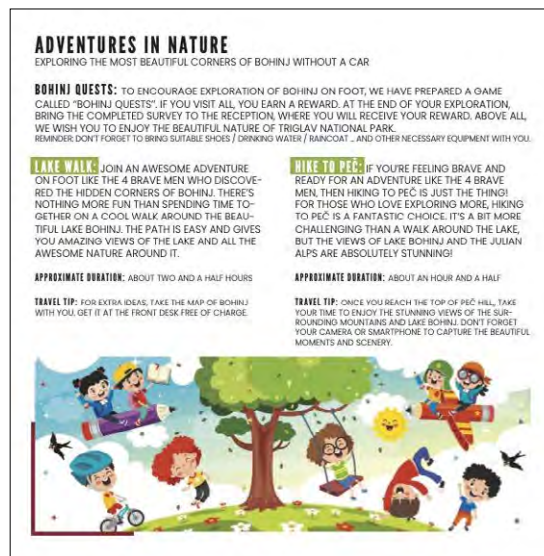 ADVENTURES IN NATURE
EXPLORING THE MOST BEAUTIFUL CORNERS OF BOHINJ WITHOUT A CAR
BOHINJ QUESTS: TO ENCOURAGE EXPLORATION OF BOHINJ ON FOOT, WE HAVE PREPARED A GAME
CALLED "BOHINJ QUESTS". IF YOU VISIT ALL, YOU EARN A REWARD. AT THE END OF YOUR EXPLORATION,
BRING THE COMPLETED SURVEY TO THE RECEPTION, WHERE YOU WILL RECEIVE YOUR REWARD. ABOVE ALL,
WE WISH YOU TO ENJOY THE BEAUTIFUL NATURE OF TRIGLAV NATIONAL PARK.
REMINDER: DON'T FORGET TO BRING SUITABLE SHOES / DRINKING WATER / RAINCOAT ... AND OTHER NECESSARY EQUIPMENT WITH YOU.
LAKE WALK: JOIN AN AWESOME ADVENTURE
ON FOOT LIKE THE 4 BRAVE MEN WHO DISCOVE-
RED THE HIDDEN CORNERS OF BOHINJ. THERE'S
NOTHING MORE FUN THAN SPENDING TIME TO-
GETHER ON A COOL WALK AROUND THE BEAU-
TIFUL LAKE BOHINJ. THE PATH IS EASY AND GIVES
YOU AMAZING VIEWS OF THE LAKE AND ALL THE
AWESOME NATURE AROUND IT.
APPROXIMATE DURATION: ABOUT TWO AND A HALF HOURS
TRAVEL TIP: FOR EXTRA IDEAS, TAKE THE MAP OF BOHINJ
WITH YOU. GET IT AT THE FRONT DESK FREE OF CHARGE.
HIKE TO PEČ: IF YOU'RE FEELING BRAVE AND
READY FOR AN ADVENTURE LIKE THE 4 BRAVE
MEN, THEN HIKING TO PEČ IS JUST THE THING!
FOR THOSE WHO LOVE EXPLORING MORE, HIKING
TO PEČ IS A FANTASTIC CHOICE. IT'S A BIT MORE
CHALLENGING THAN A WALK AROUND THE LAKE,
BUT THE VIEWS OF LAKE BOHINJ AND THE JULIAN
ALPS ARE ABSOLUTELY STUNNING!
APPROXIMATE DURATION: ABOUT AN HOUR AND A HALF
TRAVEL TIP: ONCE YOU REACH THE TOP OF PEČ HILL, TAKE
YOUR TIME TO ENJOY THE STUNNING VIEWS OF THE SUR-
ROUNDING MOUNTAINS AND LAKE BOHINJ. DON'T FORGET
YOUR CAMERA OR SMARTPHONE TO CAPTURE THE BEAUTIFUL
MOMENTS AND SCENERY.